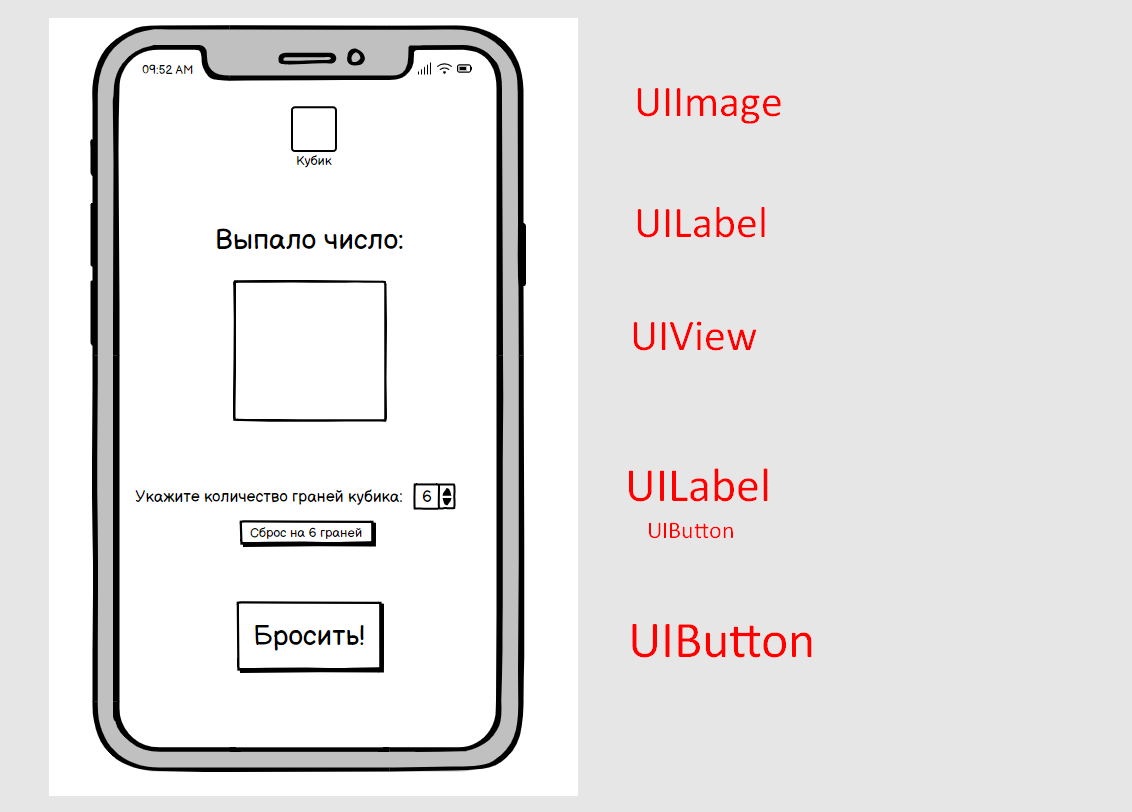 09:52 AM
UIImage
Кубик
UILabel
Выпало число:
UIView
UILabel
Укажите количество граней кубика: 6
UIButton
Сброс на 6 граней
Бросить!
UIButton